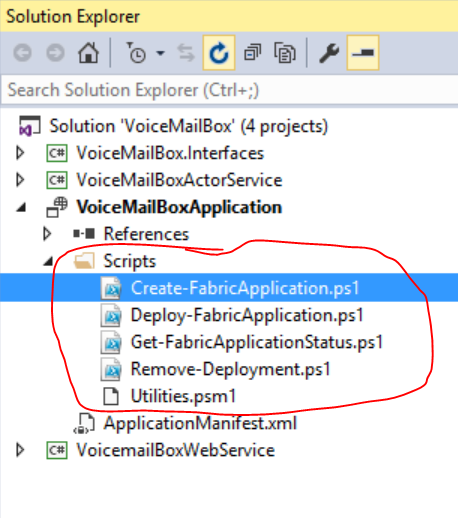 Solution Explorer
Search Solution Explorer (Ctrl+;)
Solution 'VoiceMailBox' (4 projects)
C# VoiceMailBox.Interfaces
C# VoiceMailBoxActorService
VoiceMailBoxApplication
References
Scripts
Create-FabricApplication.ps1
Deploy-FabricApplication.ps1
Get-FabricApplicationStatus.ps1
Remove-Deployment.ps1
Utilities.psm1
ApplicationManifest.xml
C# VoicemailBoxWebService